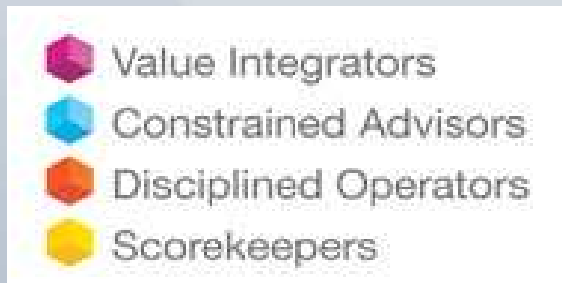 Value Integrators
Constrained Advisors
Disciplined Operators
Scorekeepers